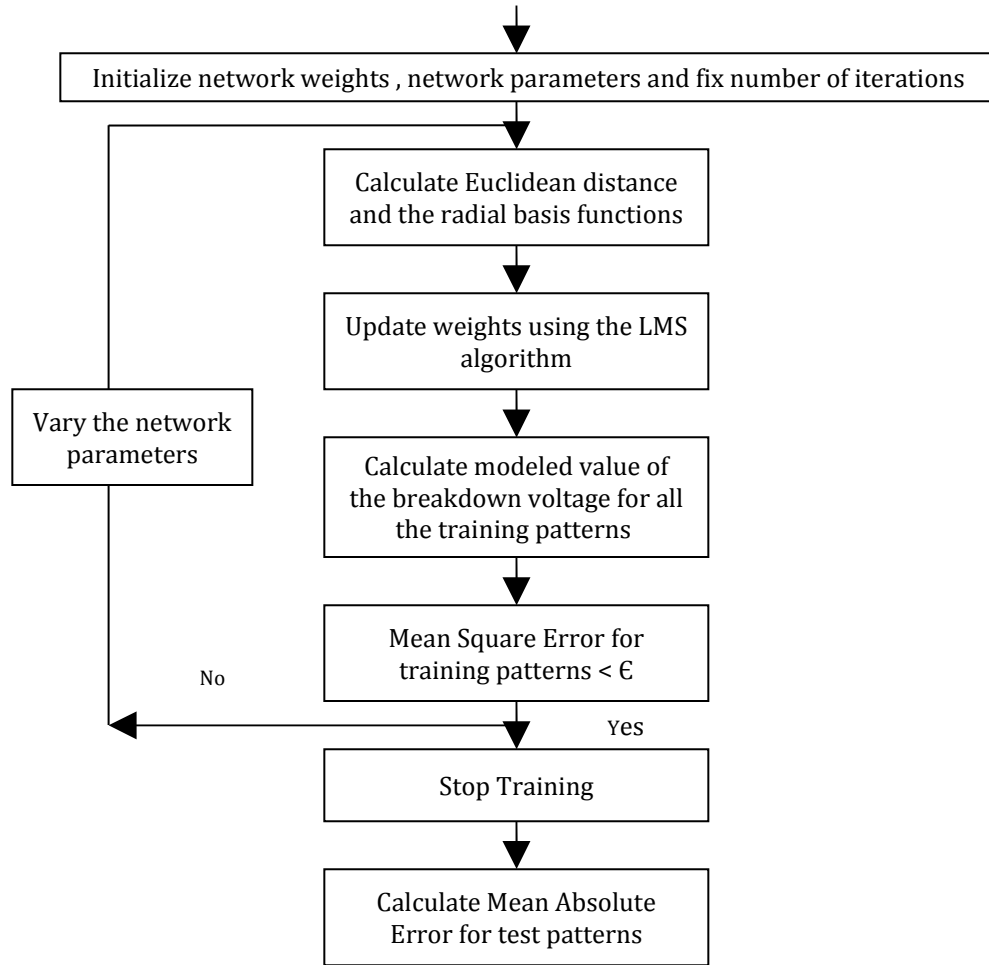 Initialize network weights , network parameters and fix number of iterations
Calculate Euclidean distance
and the radial basis functions
Update weights using the LMS
algorithm
Vary the network
parameters
Calculate modeled value of
the breakdown voltage for all
the training patterns
Mean Square Error for
training patterns < Є
No
Yes
Stop Training
Calculate Mean Absolute
Error for test patterns